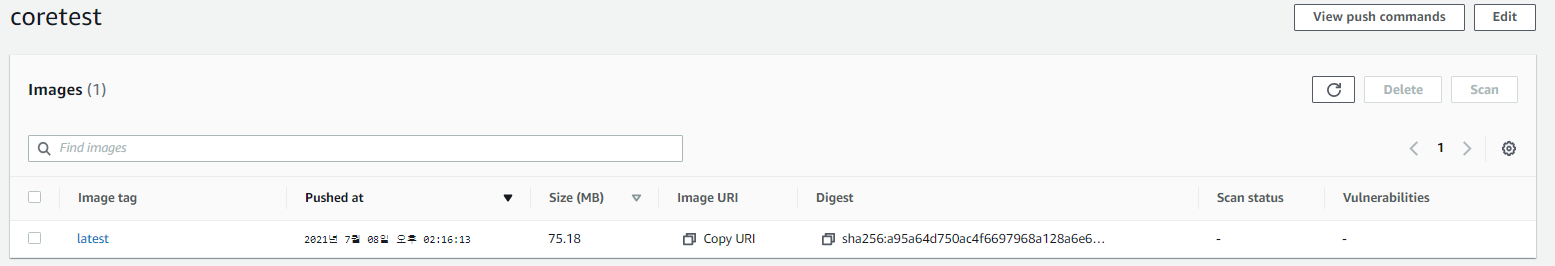 coretest
View push commands
Edit
Images (1)
Delete
Scan
Find images
1
Image tag
Pushed at
Size (MB)
Image URI
Digest
Scan status
Vulnerabilities
latest
2021년 7월 08일 오후 02:16:13
75.18
Copy URI
sha256:a95a64d750ac4f6697968a128a6e6...
-
-